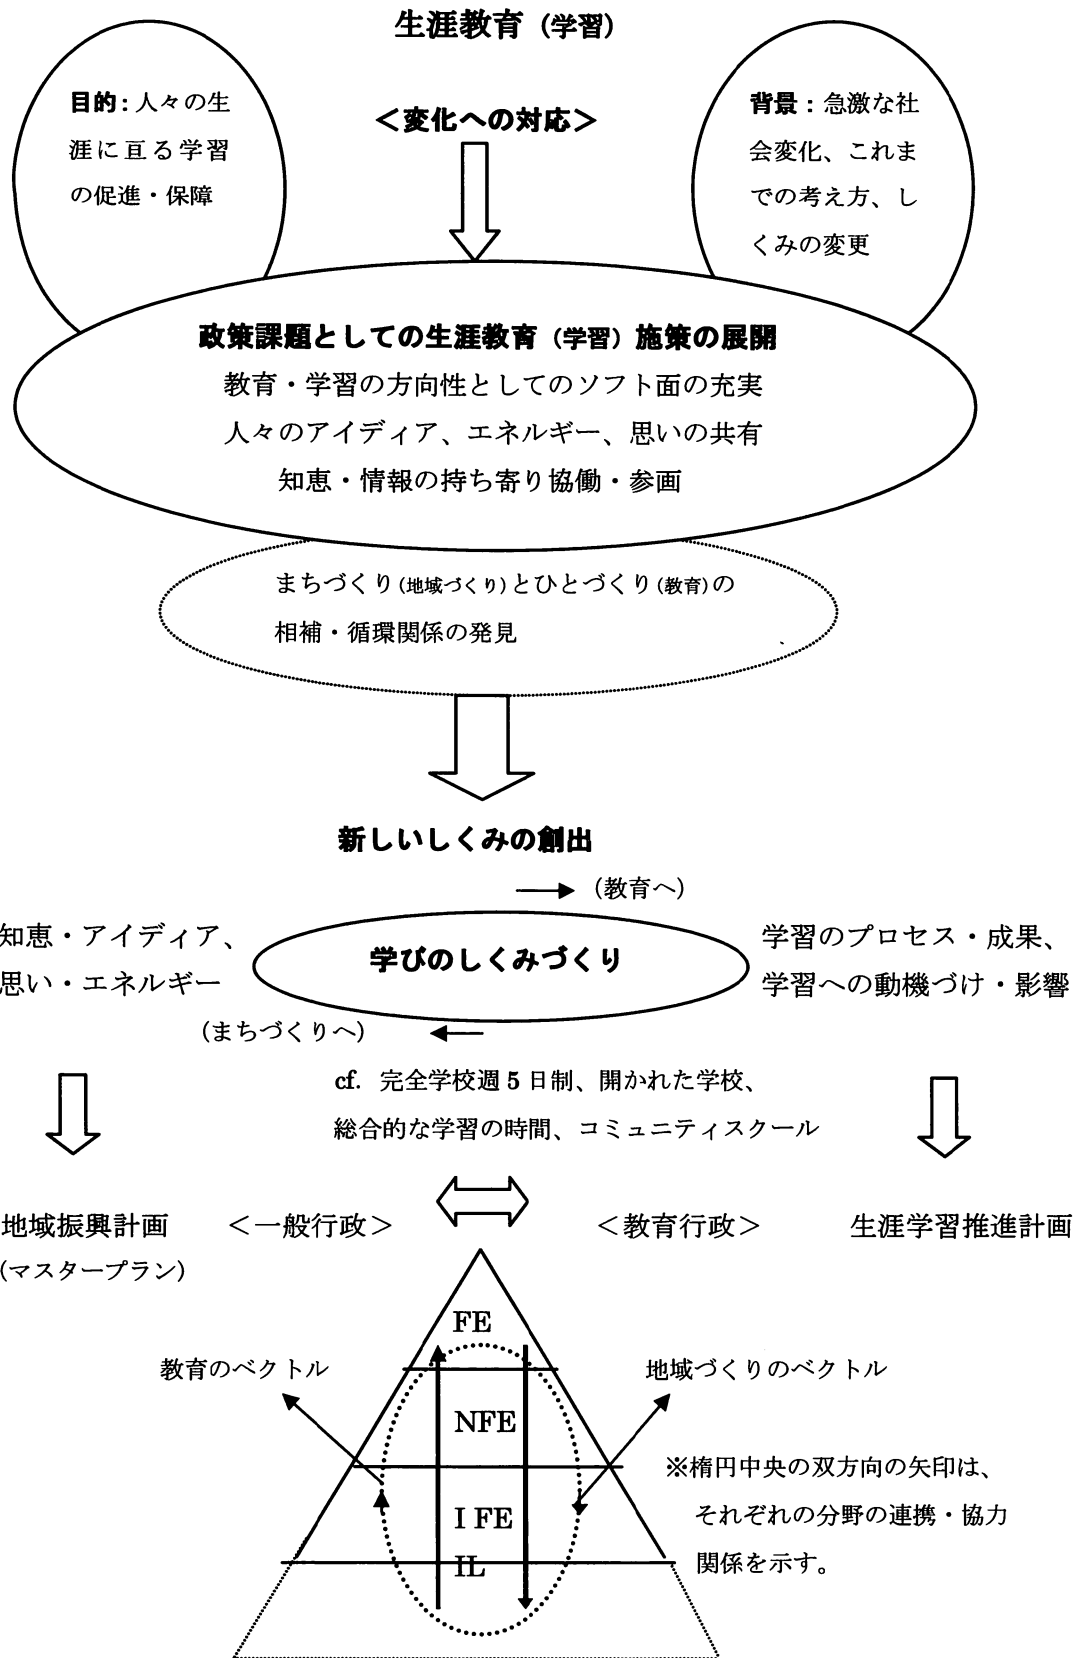 生涯教育（学習）
目的：人々の生
涯に亘る学習
の促進・保障
＜変化への対応＞
背景：急激な社
会変化、これま
での考え方、し
くみの変更
政策課題としての生涯教育（学習）施策の展開
教育・学習の方向性としてのソフト面の充実
人々のアイディア、エネルギー、思いの共有
知恵・情報の持ち寄り協働・参画
まちづくり(地域づくり)とひとづくり(教育)の
相補・循環関係の発見
新しいしくみの創出
（教育へ）
知恵・アイディア、
思い・エネルギー
学びのしくみづくり
学習のプロセス・成果、
学習への動機づけ・影響
（まちづくりへ）
cf. 完全学校週５日制、開かれた学校、
総合的な学習の時間、コミュニティスクール
地域振興計画 ＜一般行政＞ ＜教育行政＞ 生涯学習推進計画
（マスタープラン）
FE
教育のベクトル
地域づくりのベクトル
NFE
※楕円中央の双方向の矢印は、
それぞれの分野の連携・協力
関係を示す。
I FE
IL